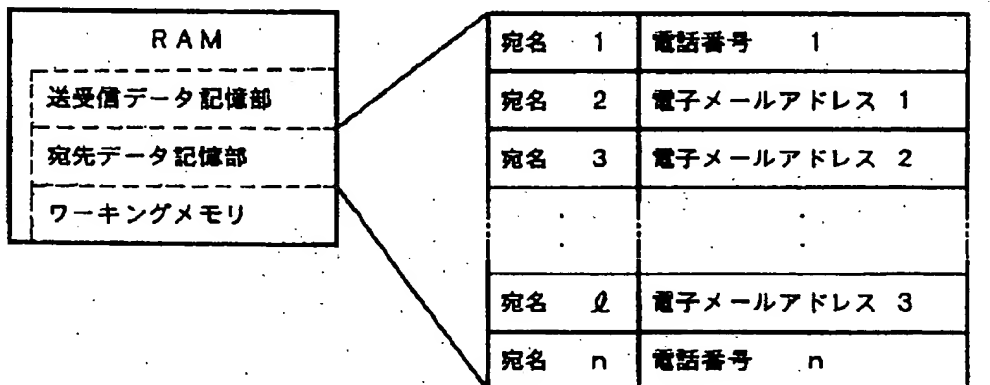 RAM
送受信データ記憶部
宛先データ記憶部
ワーキングメモリ
宛名 1 電話番号 1
宛名 2 電子メールアドレス 1
宛名 3 電子メールアドレス 2
宛名 ℓ 電子メールアドレス 3
宛名 n 電話番号 n